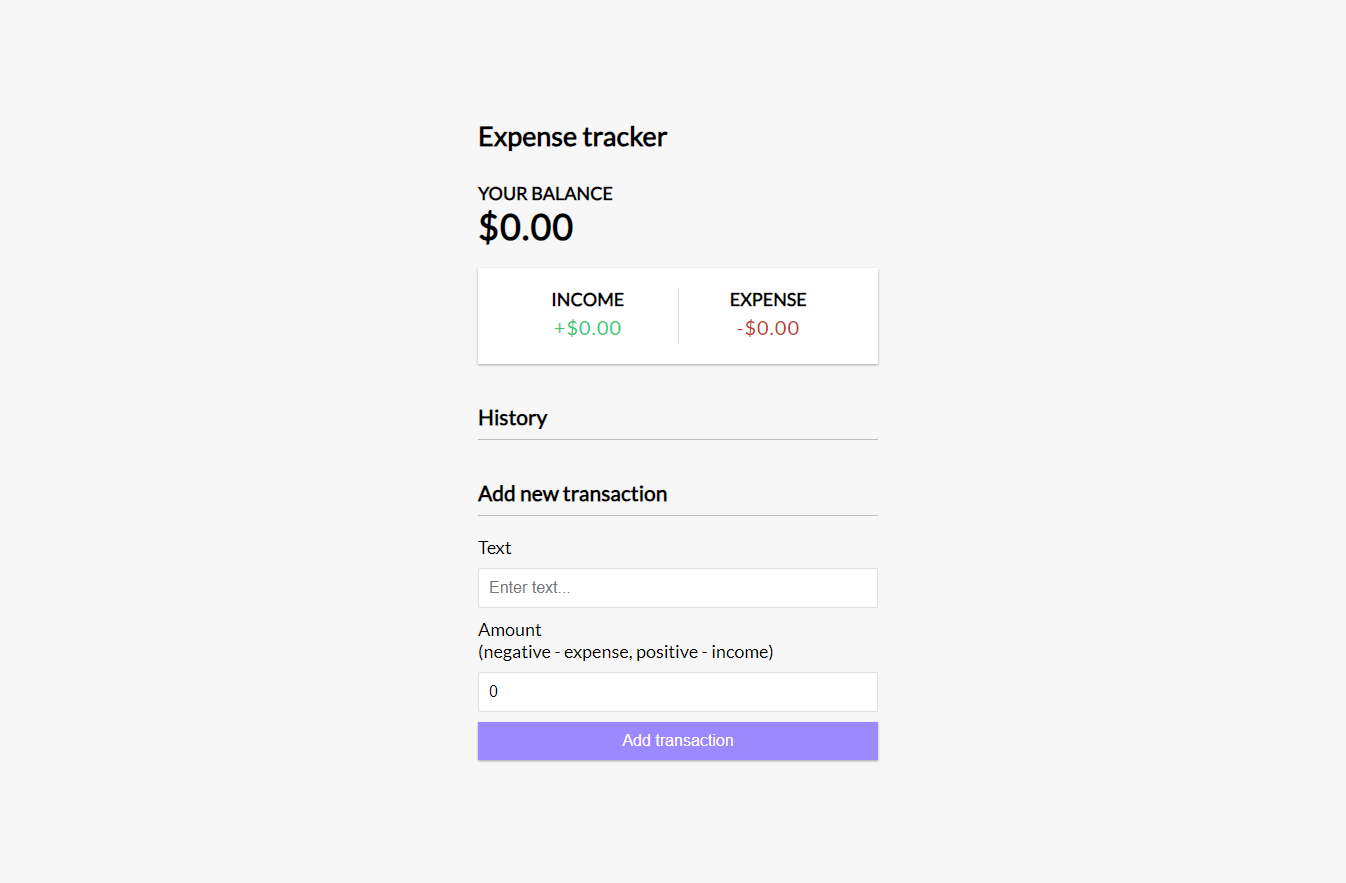 Expense tracker
YOUR BALANCE
$0.00
INCOME
+$0.00
EXPENSE
-$0.00
History
Add new transaction
Text
Enter text...
Amount
(negative - expense, positive - income)
0
Add transaction